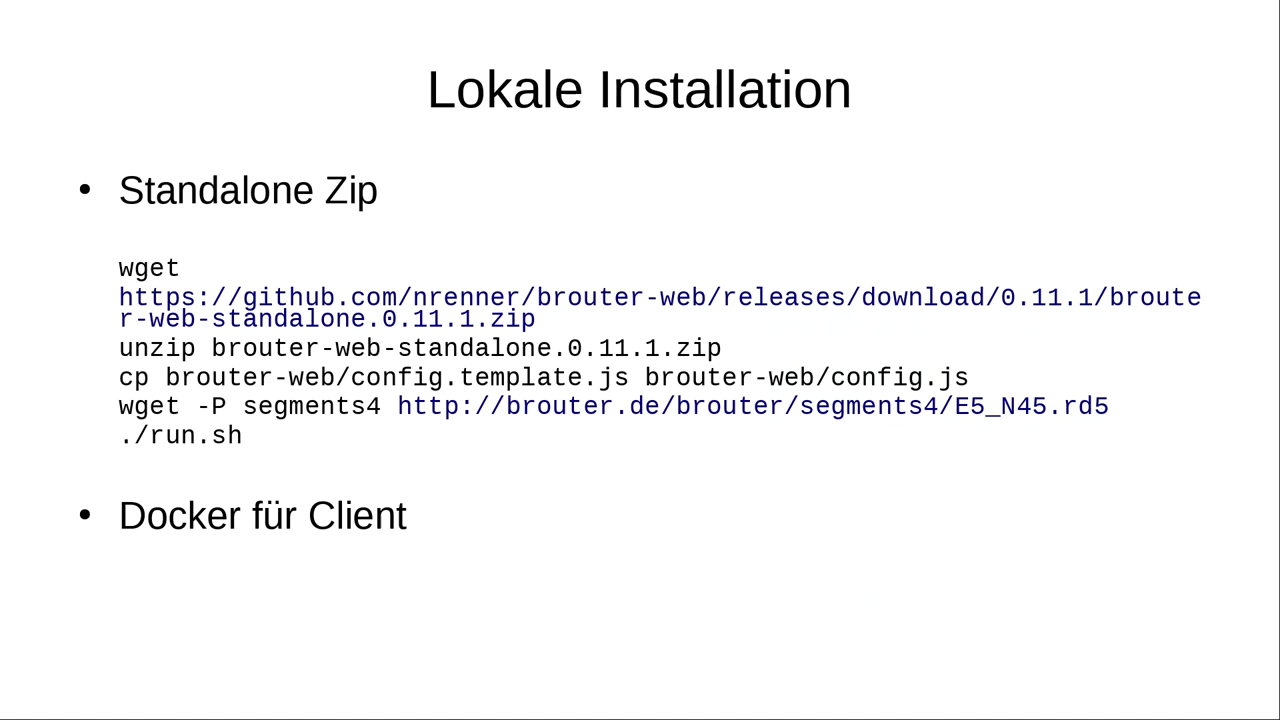 Lokale Installation
• Standalone Zip
wget
https://github.com/nrenner/brouter-web/releases/download/0.11.1/broute
r-web-standalone.0.11.1.zip
unzip brouter-web-standalone.0.11.1.zip
cp brouter-web/config.template.js brouter-web/config.js
wget -P segments4 http://brouter.de/brouter/segments4/E5_N45.rd5
./run.sh
• Docker für Client